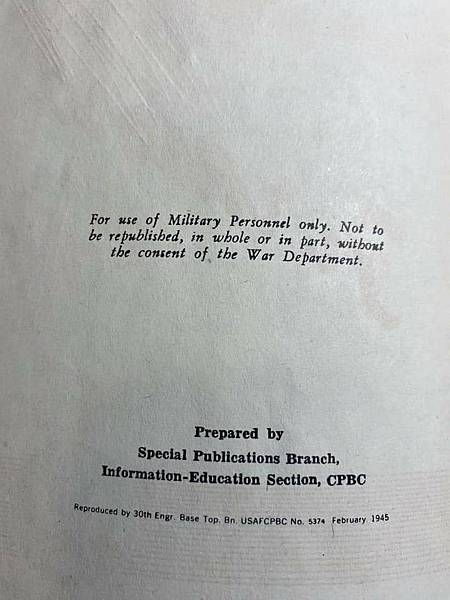 For use of Military Personnel only. Not to
be republished, in whole or in part, without
the consent of the War Department.
Prepared by
Special Publications Branch,
Information-Education Section, CPBC
Reproduced by 30th Engr. Base Top. Bn. USAFCPBC No. 5374 February 1945